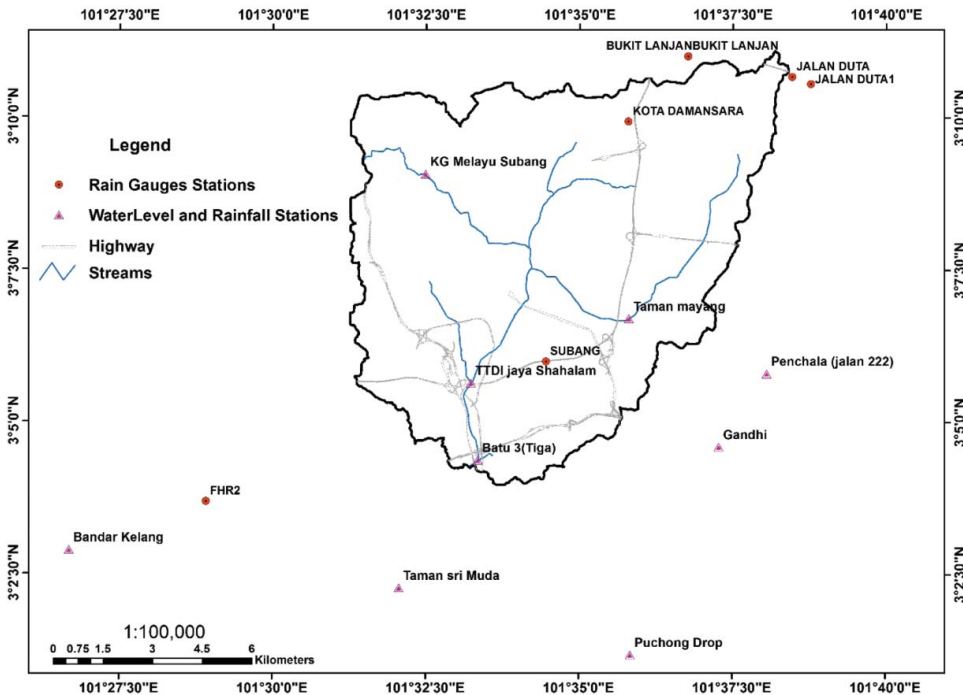 101°27'30"E 101°30'0"E 101°32'30"E 101°35'0"E 101°37'30"E 101°40'0"E
BUKIT LANJANBUKIT LANJAN
JALAN DUTA
JALAN DUTA1
3°10'0"N
KOTA DAMANSARA
3°10'0"N
Legend
KG Melayu Subang
Rain Gauges Stations
WaterLevel and Rainfall Stations
Highway
Streams
3°7'30"N
3°7'30"N
Taman mayang
SUBANG
Penchala (jalan 222)
TTDI jaya Shahalam
3°5'0"N
3°5'0"N
Gandhi
Batu 3(Tiga)
FHR2
Bandar Kelang
3°2'30"N
Taman sri Muda
3°2'30"N
1:100,000
0 0.75 1.5 3 4.5 6
Kilometers
Puchong Drop
101°27'30"E 101°30'0"E 101°32'30"E 101°35'0"E 101°37'30"E 101°40'0"E